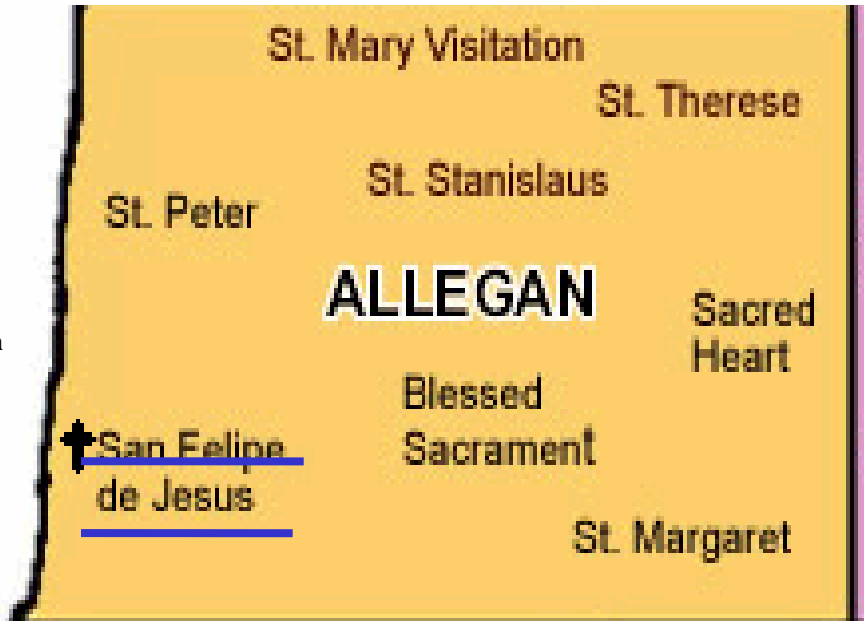 St. Mary Visitation
St. Therese
St. Stanislaus
St. Peter
ALLEGAN
Sacred
Heart
Blessed
Sacrament
San Felipe
de Jesus
St. Margaret